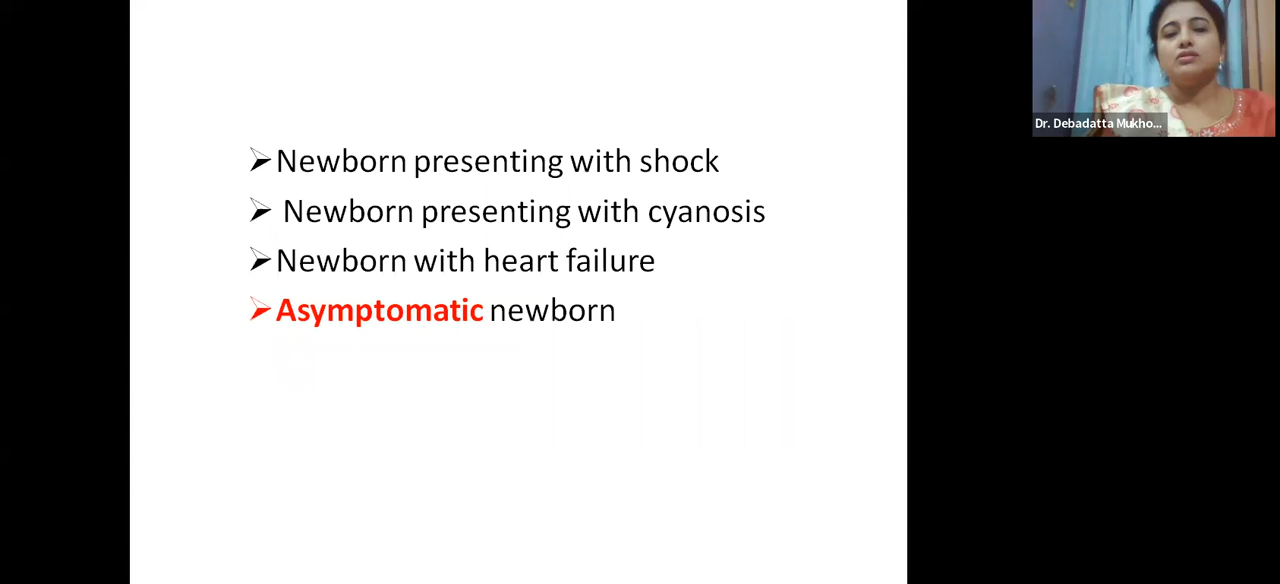 ➢Newborn presenting with shock
➢ Newborn presenting with cyanosis
➢Newborn with heart failure
➢Asymptomatic newborn
Dr. Debadatta Mukho...